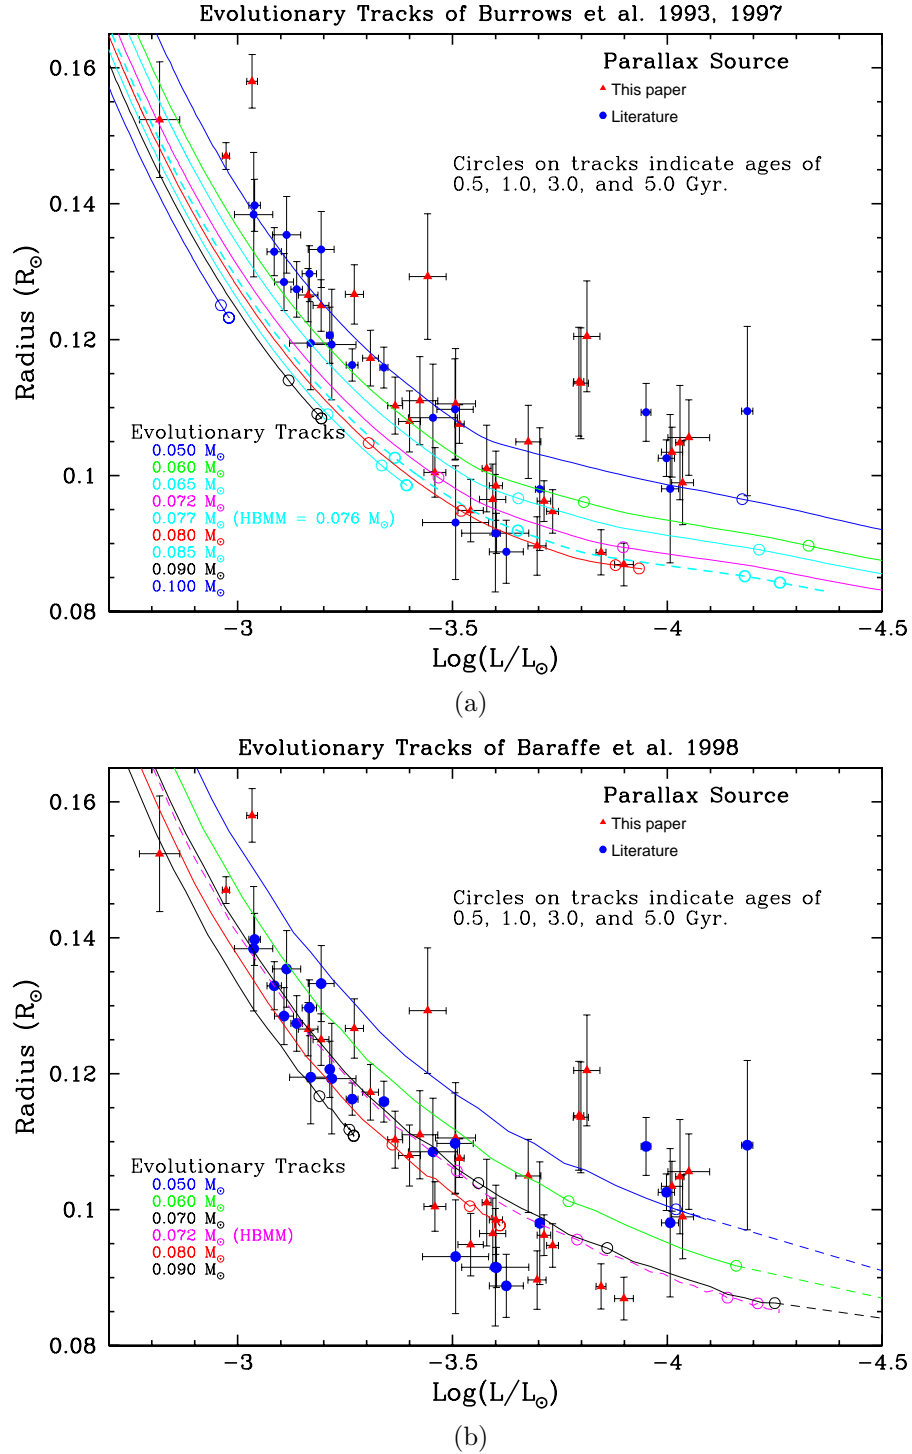 Evolutionary Tracks of Burrows et al. 1993, 1997
Parallax Source
This paper
Literature
Circles on tracks indicate ages of
0.5, 1.0, 3.0, and 5.0 Gyr.
0.16
0.14
0.12
0.1
0.08
Radius (R☉)
Evolutionary Tracks
0.050 M☉
0.060 M☉
0.065 M☉
0.072 M☉
0.077 M☉ (HBMM = 0.076 M☉)
0.080 M☉
0.085 M☉
0.090 M☉
0.100 M☉
−3 −3.5 −4 −4.5
Log(L/L☉)
(a)
Evolutionary Tracks of Baraffe et al. 1998
Parallax Source
This paper
Literature
Circles on tracks indicate ages of
0.5, 1.0, 3.0, and 5.0 Gyr.
0.16
0.14
0.12
0.1
0.08
Radius (R☉)
Evolutionary Tracks
0.050 M☉
0.060 M☉
0.070 M☉
0.072 M☉ (HBMM)
0.080 M☉
0.090 M☉
−3 −3.5 −4 −4.5
Log(L/L☉)
(b)